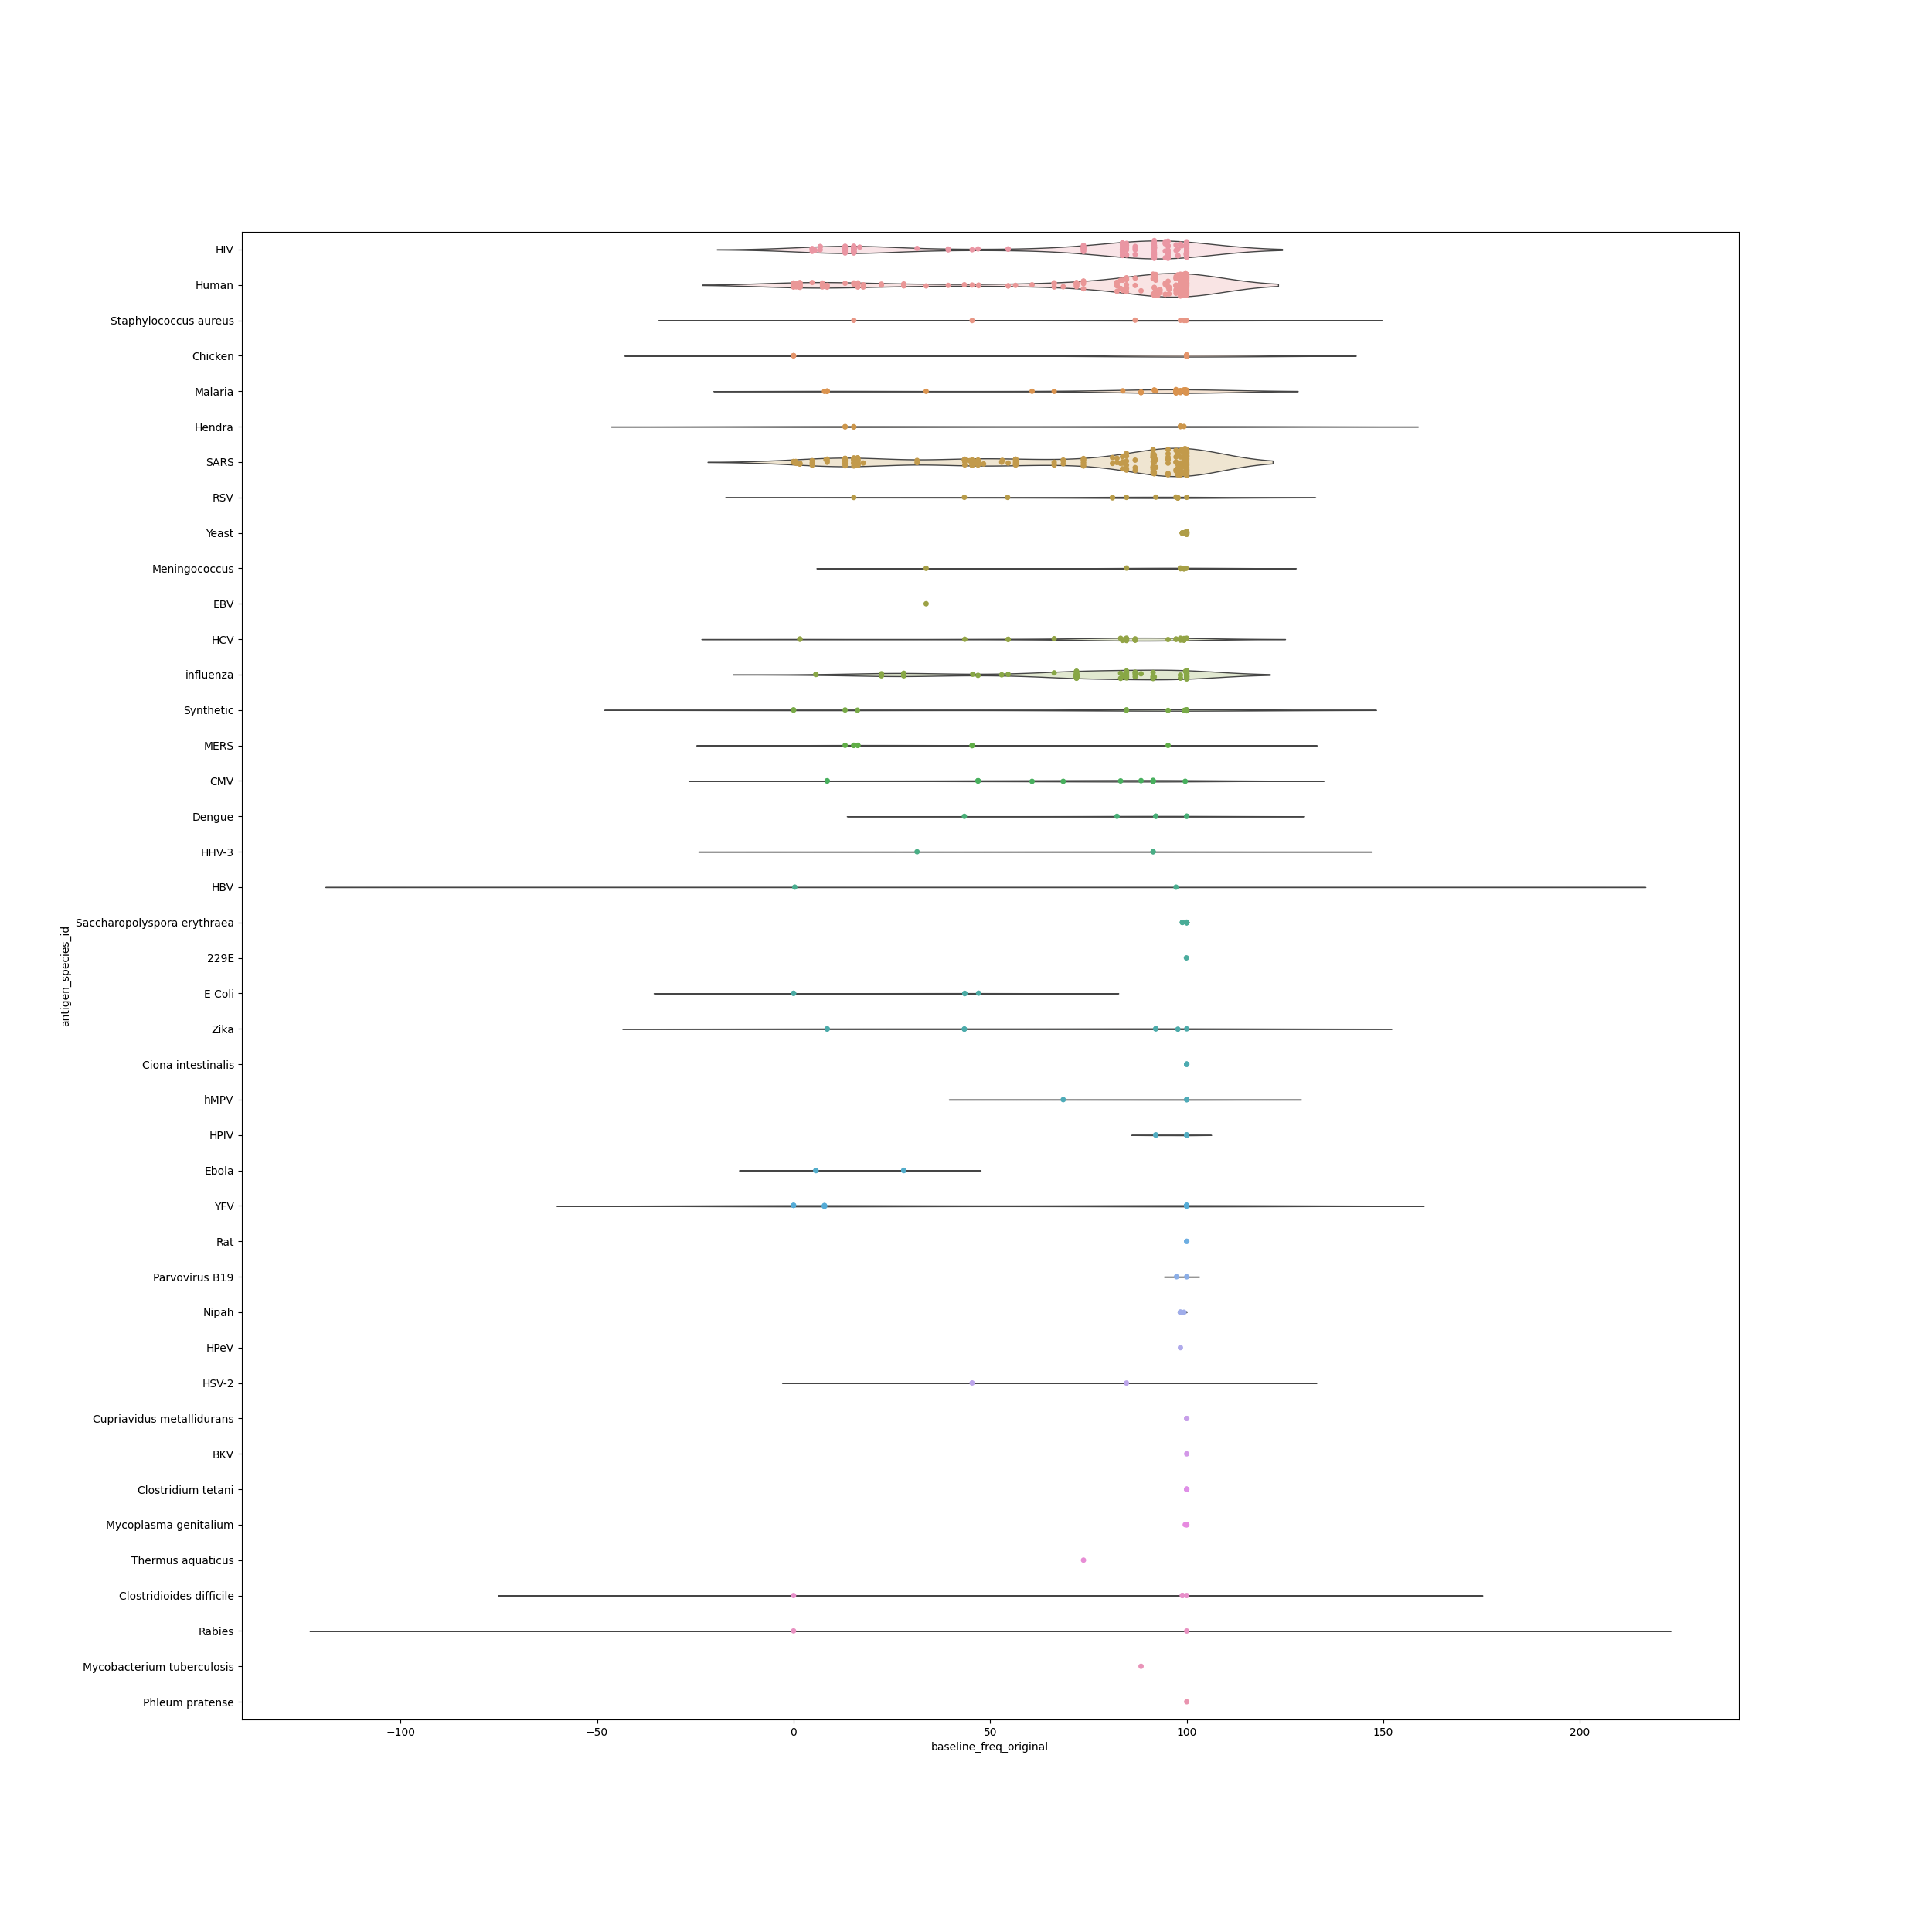 HIV
Human
Staphylococcus aureus
Chicken
Malaria
Hendra
SARS
RSV
Yeast
Meningococcus
EBV
HCV
influenza
Synthetic
MERS
CMV
Dengue
HHV-3
HBV
Saccharopolyspora erythraea
229E
E Coli
Zika
Ciona intestinalis
hMPV
HPIV
Ebola
YFV
Rat
Parvovirus B19
Nipah
HPeV
HSV-2
Cupriavidus metallidurans
BKV
Clostridium tetani
Mycoplasma genitalium
Thermus aquaticus
Clostridioides difficile
Rabies
Mycobacterium tuberculosis
Phleum pratense
antigen_species_id
−100 −50 0 50 100 150 200
baseline_freq_original